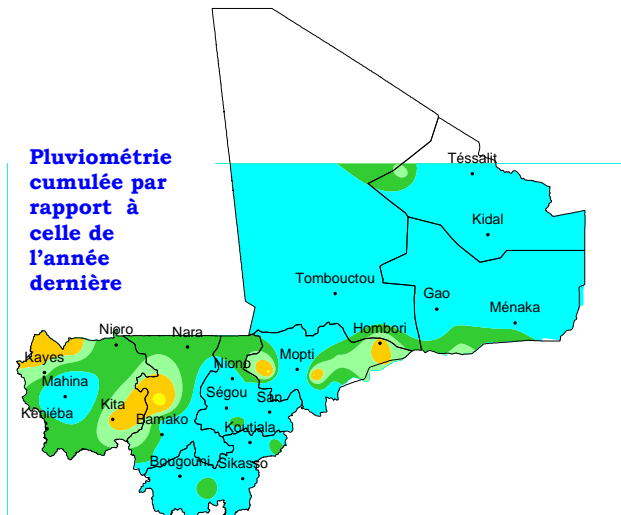 Pluviométrie
cumulée par
rapport à
celle de
l'année
dernière
Téssalit
Kidal
Tombouctou
Gao
Ménaka
Hombori
Nioro
Nara
Kayes
Niono
Mopti
Mahina
Ségou
San
Kita
Kéniéba
Bamako
Koutiala
Bougouni
Sikasso